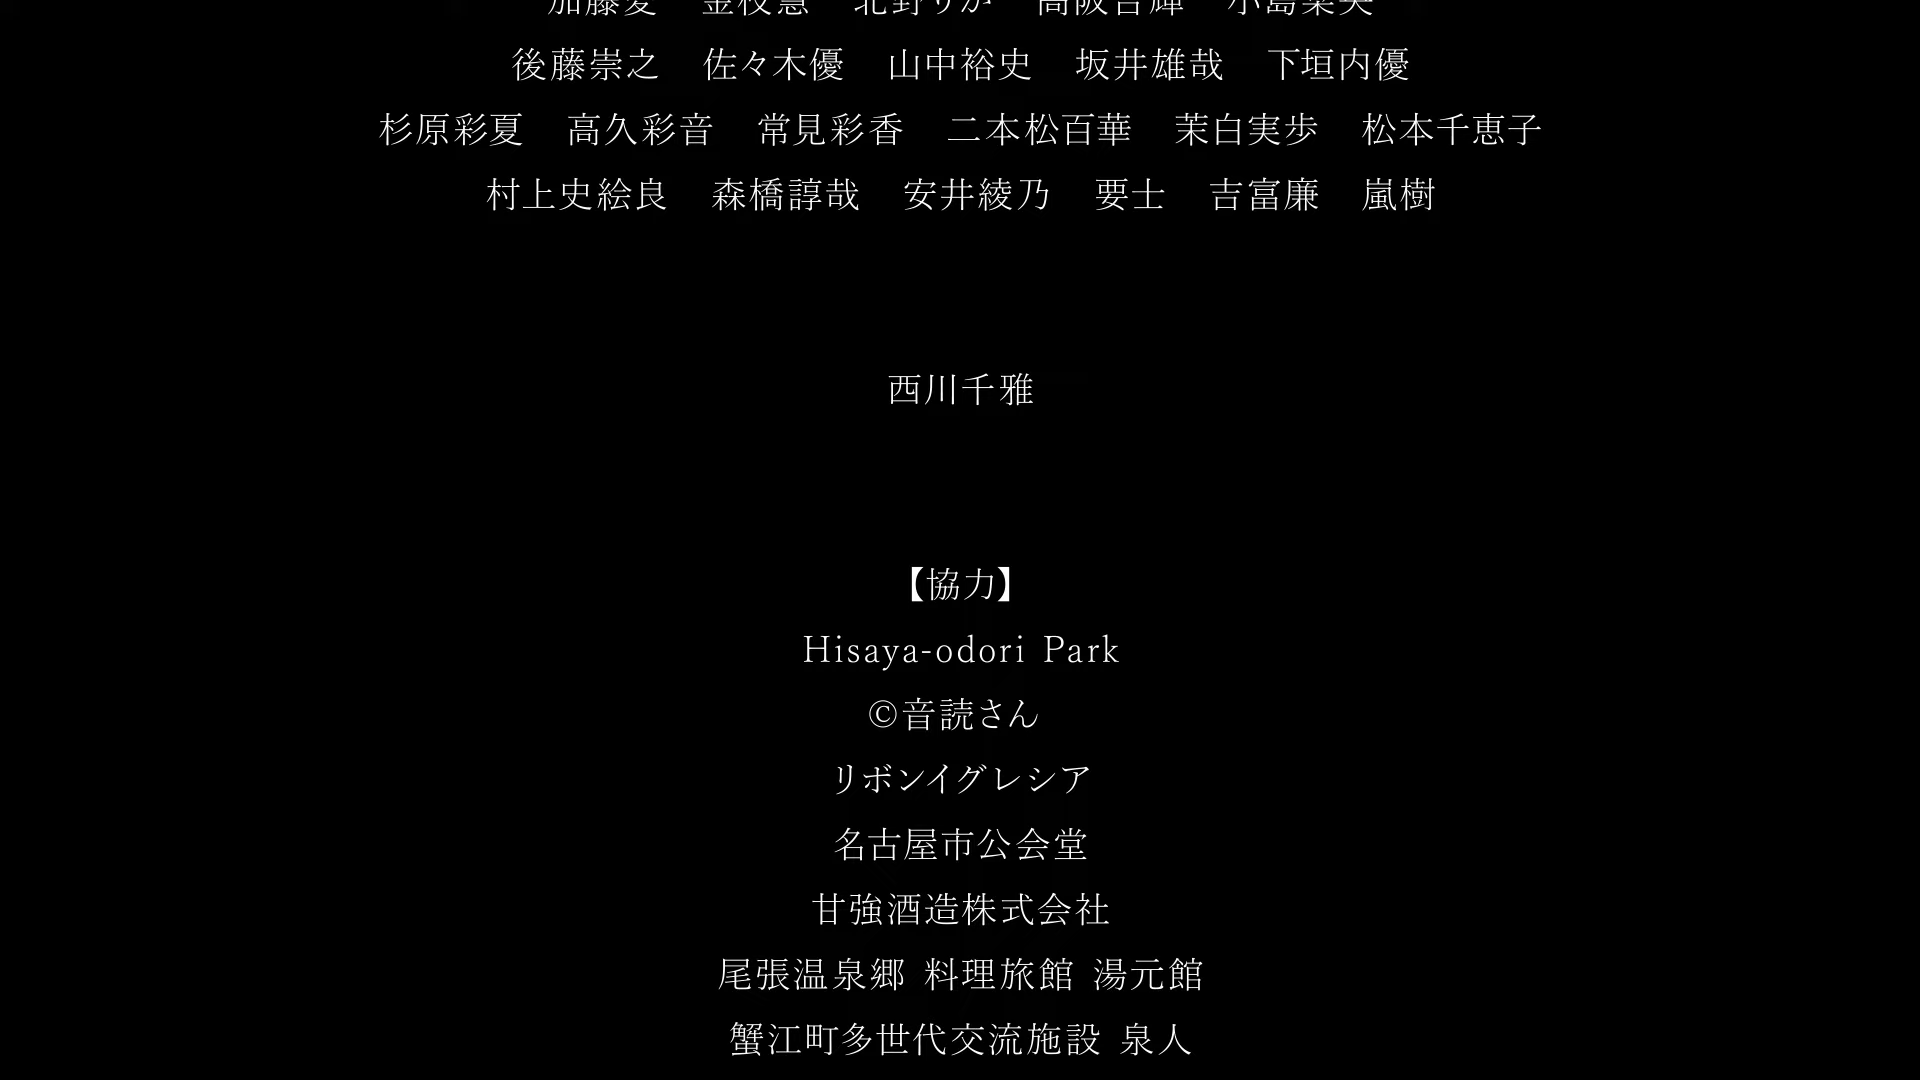 後藤崇之 佐々木優 山中裕史 坂井雄哉 下垣内優
杉原彩夏 高久彩音 常見彩香 二本松百華 茉白実歩 松本千恵子
村上史絵良 森橋諄哉 安井綾乃 要士 吉富廉 嵐樹
西川千雅
【協力】
Hisaya-odori Park
©音読さん
リボンイグレシア
名古屋市公会堂
甘強酒造株式会社
尾張温泉郷 料理旅館 湯元館
蟹江町多世代交流施設 泉人